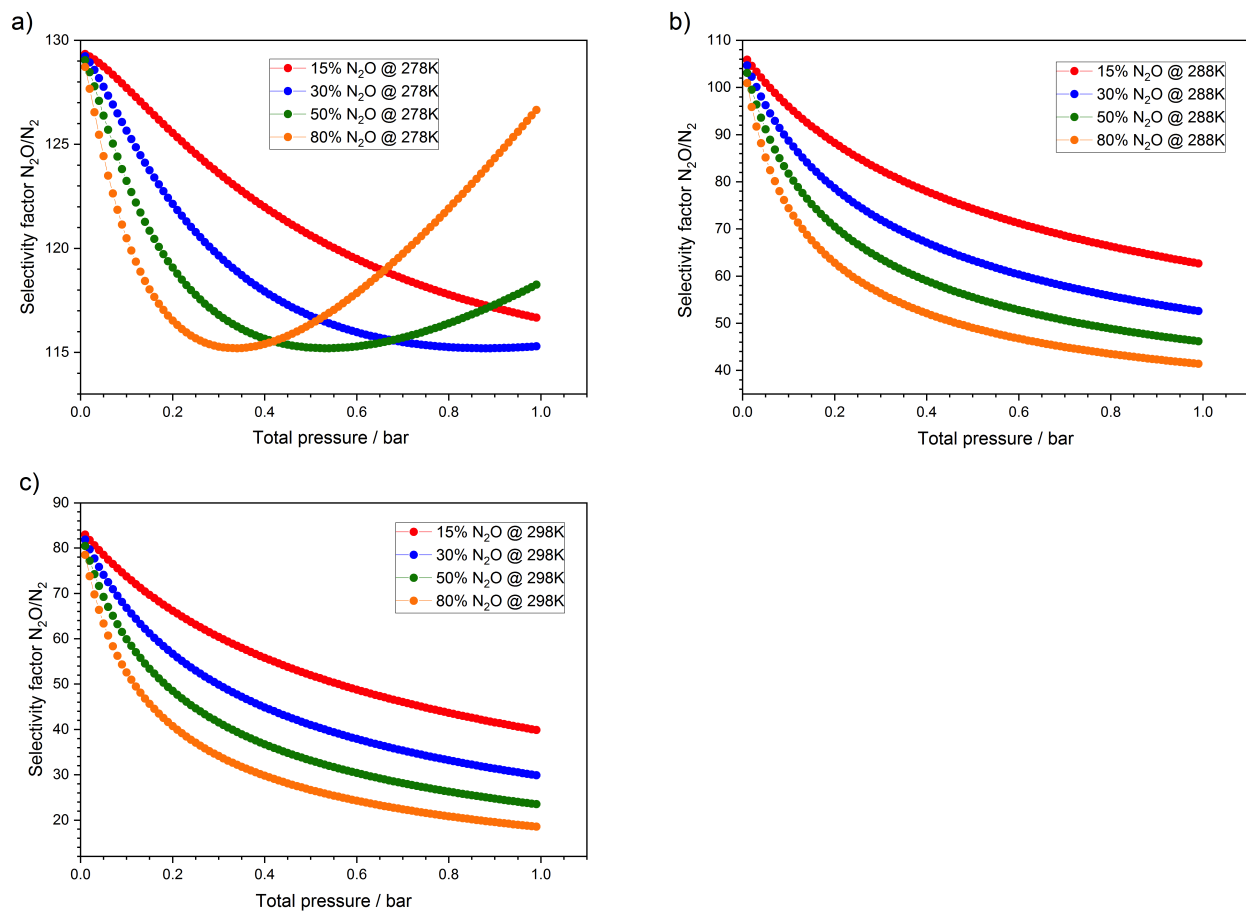 a)
130
125
120
115
Selectivity factor N₂O/N₂
15% N₂O @ 278K
30% N₂O @ 278K
50% N₂O @ 278K
80% N₂O @ 278K
0.0 0.2 0.4 0.6 0.8 1.0
Total pressure / bar
b)
110
100
90
80
70
60
50
40
Selectivity factor N₂O/N₂
15% N₂O @ 288K
30% N₂O @ 288K
50% N₂O @ 288K
80% N₂O @ 288K
0.0 0.2 0.4 0.6 0.8 1.0
Total pressure / bar
c)
90
80
70
60
50
40
30
20
Selectivity factor N₂O/N₂
15% N₂O @ 298K
30% N₂O @ 298K
50% N₂O @ 298K
80% N₂O @ 298K
0.0 0.2 0.4 0.6 0.8 1.0
Total pressure / bar